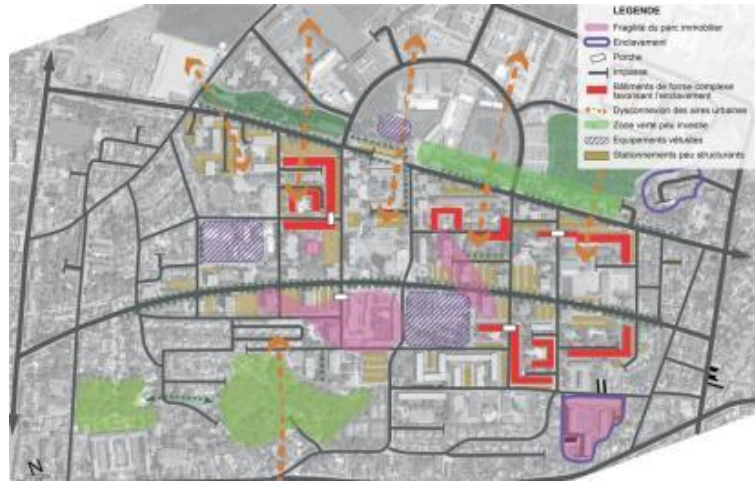 LEGENDE
Fragilité du parc immobilier
Enclavement
Porche
Impasse
Bâtiments de forme complexe
favorisant l'enclavement
Dysconnexion des aires urbaines
Zone verte peu investie
Equipements vétustes
Stationnements peu structurants
N